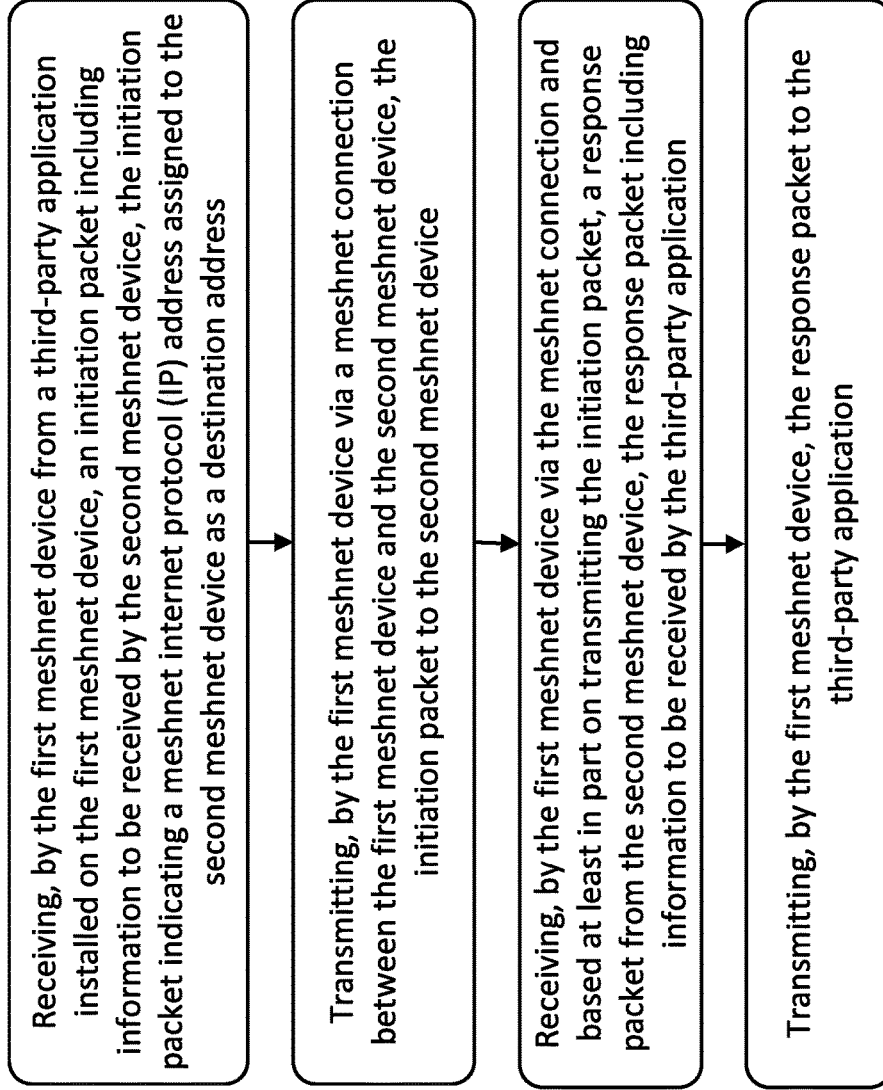 Receiving, by the first meshnet device from a third-party application
installed on the first meshnet device, an initiation packet including
information to be received by the second meshnet device, the initiation
packet indicating a meshnet internet protocol (IP) address assigned to the
second meshnet device as a destination address
Transmitting, by the first meshnet device via a meshnet connection
between the first meshnet device and the second meshnet device, the
initiation packet to the second meshnet device
Receiving, by the first meshnet device via the meshnet connection and
based at least in part on transmitting the initiation packet, a response
packet from the second meshnet device, the response packet including
information to be received by the third-party application
Transmitting, by the first meshnet device, the response packet to the
third-party application